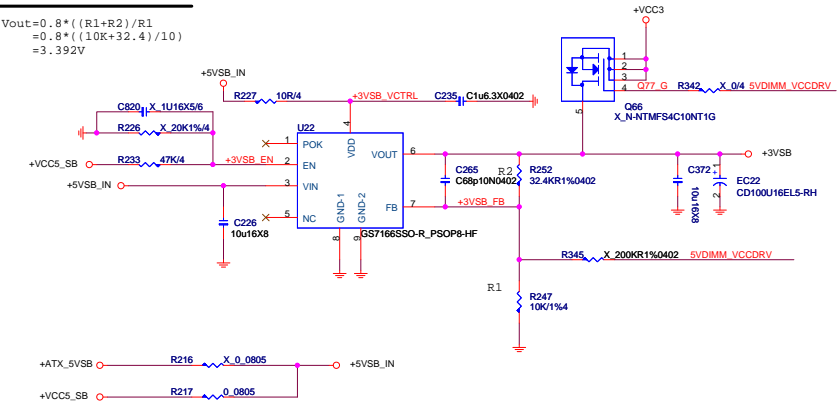 Vout=0.8*((R1+R2)/R1
=0.8*((10K+32.4)/10)
=3.392V
+VCC3
1
2
3
4
Q77_G
R342
X_0/4
5VDIMM_VCCDRV
Q66
X_N-NTMFS4C10NT1G
5
+5VSB_IN
R227
10R/4
+3VSB_VCTRL
C235
C1u6.3X0402
C820
X_1U16X5/6
R226
X_20K1%/4
+VCC5_SB
R233
47K/4
+3VSB_EN
+5VSB_IN
C226
10u16X8
U22
1
POK
2
EN
3
VIN
5
NC
4
VDD
VOUT
6
FB
7
GND-1
GND-2
8
9
GS7166SSO-R_PSOP8-HF
+3VSB_FB
C265
C68p10N0402
R2
R252
32.4KR1%0402
C372
10u16X8
+
1
2
EC22
CD100U16EL5-RH
+3VSB
R345
X_200KR1%0402
5VDIMM_VCCDRV
R1
R247
10K/1%4
+ATX_5VSB
R216
X_0_0805
+5VSB_IN
+VCC5_SB
R217
0_0805